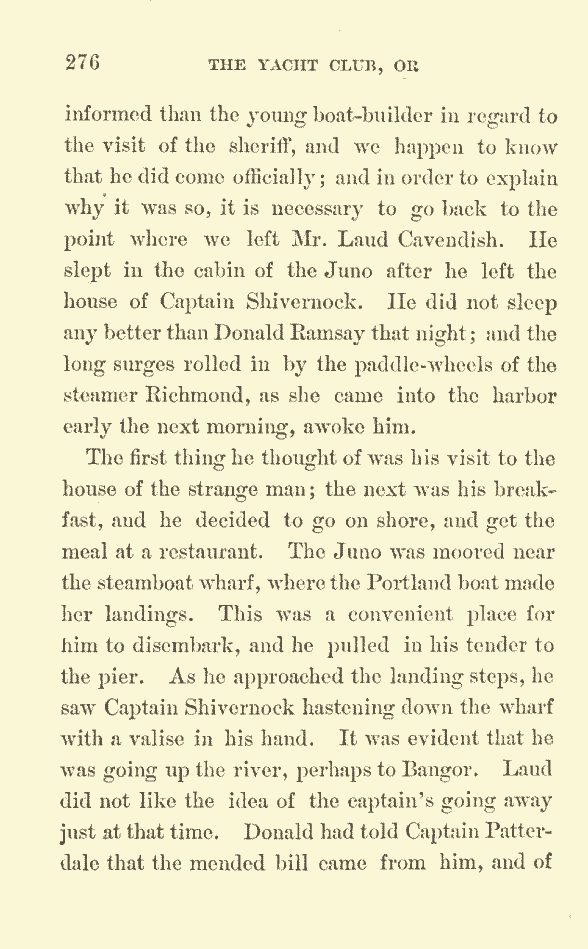 276 THE YACHT CLUB, OR
informed than the young boat-builder in regard to
the visit of the sheriff, and we happen to know
that he did come officially; and in order to explain
why it was so, it is necessary to go back to the
point where we left Mr. Laud Cavendish. He
slept in the cabin of the Juno after he left the
house of Captain Shivernock. He did not sleep
any better than Donald Ramsay that night; and the
long surges rolled in by the paddle-wheels of the
steamer Richmond, as she came into the harbor
early the next morning, awoke him.
The first thing he thought of was his visit to the
house of the strange man; the next was his break-
fast, and he decided to go on shore, and get the
meal at a restaurant. The Juno was moored near
the steamboat wharf, where the Portland boat made
her landings. This was a convenient place for
him to disembark, and he pulled in his tender to
the pier. As he approached the landing steps, he
saw Captain Shivernock hastening down the wharf
with a valise in his hand. It was evident that he
was going up the river, perhaps to Bangor. Laud
did not like the idea of the captain's going away
just at that time. Donald had told Captain Patter-
dale that the mended bill came from him, and of